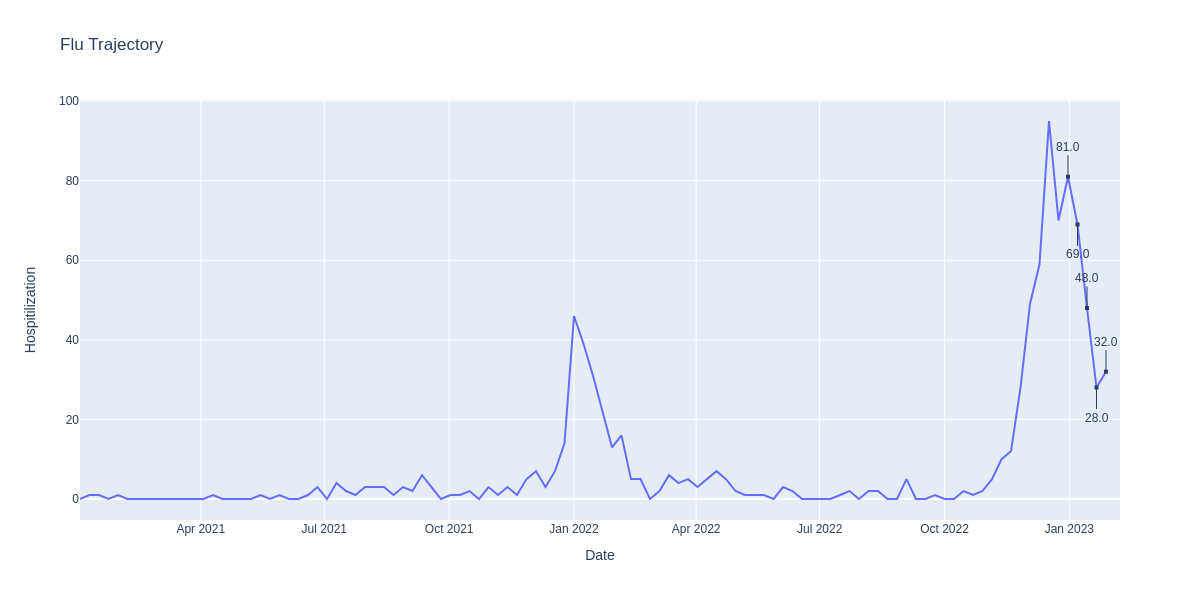 Flu Trajectory
100
80
60
40
20
0
Hospitilization
81.0
69.0
48.0
32.0
28.0
Apr 2021
Jul 2021
Oct 2021
Jan 2022
Apr 2022
Jul 2022
Oct 2022
Jan 2023
Date